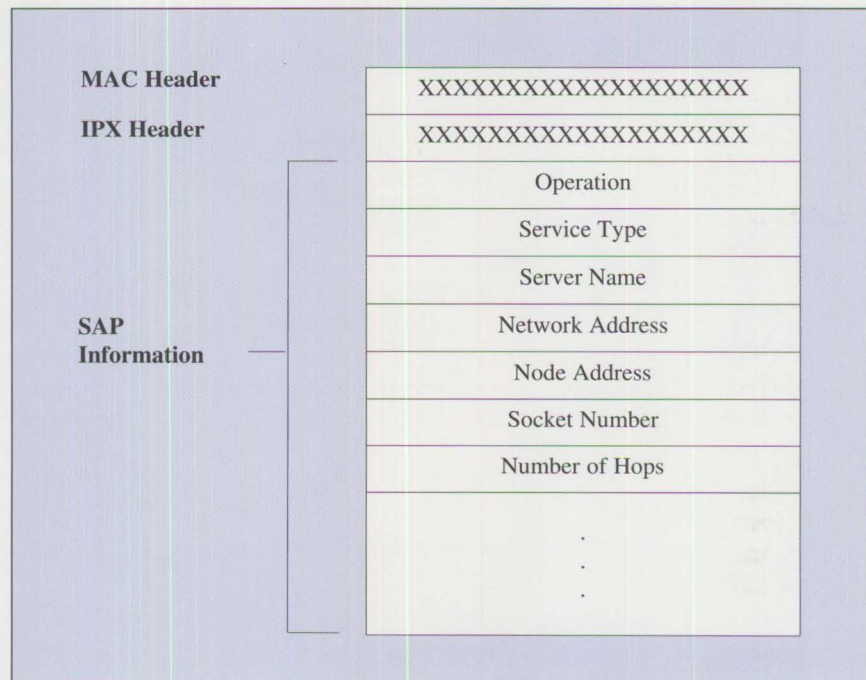 MAC Header
XXXXXXXXXXXXXXXXXXX
IPX Header
XXXXXXXXXXXXXXXXXXX
Operation
Service Type
Server Name
SAP
Information
Network Address
Node Address
Socket Number
Number of Hops
.
.
.